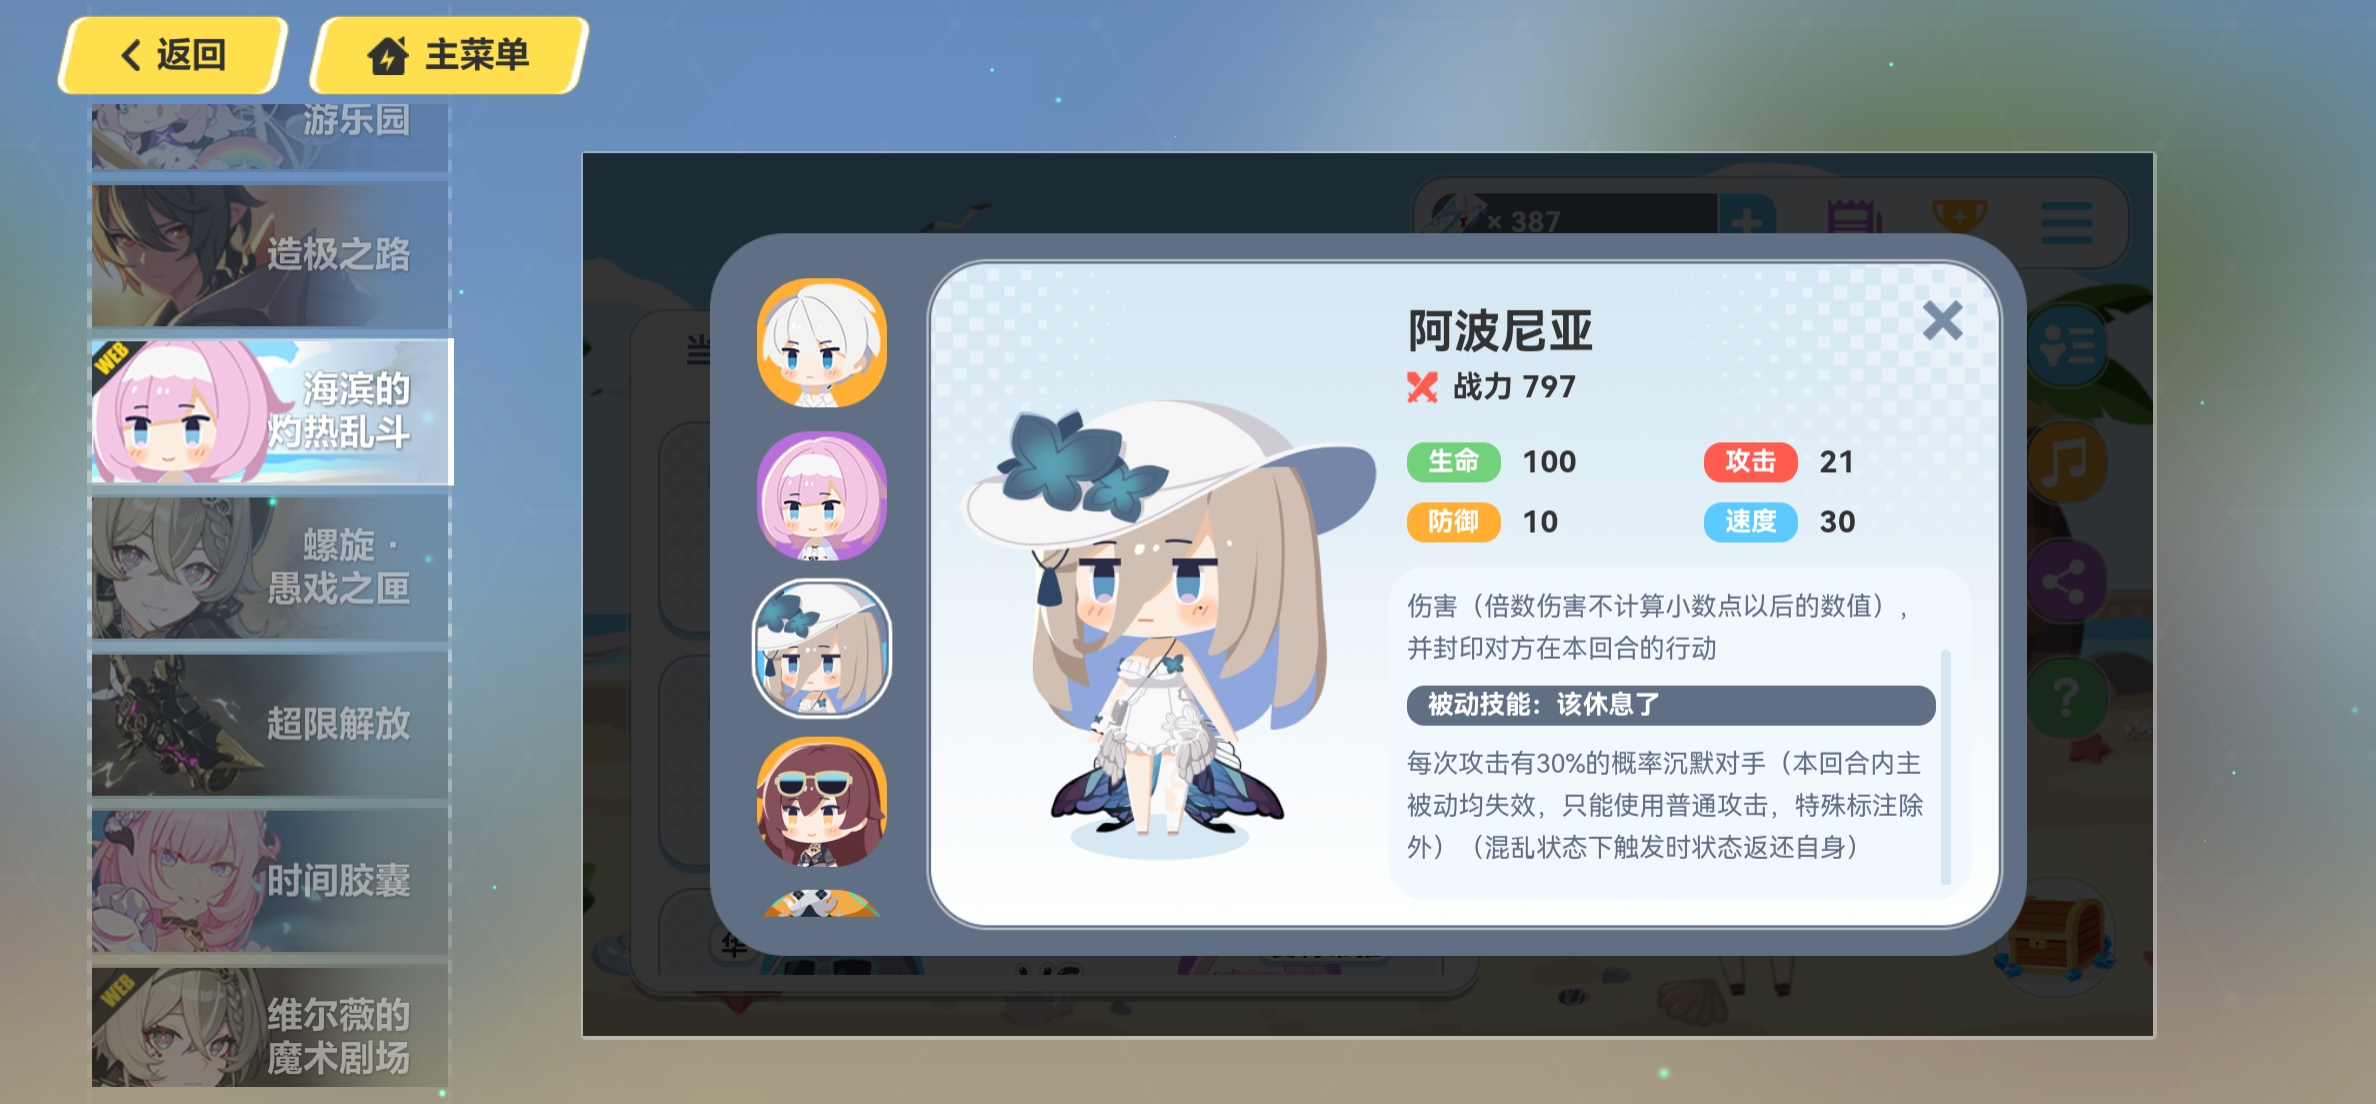 返回
主菜单
游乐园
造极之路
WEB
海滨的
灼热乱斗
螺旋·
愚戏之匣
超限解放
时间胶囊
WEB
维尔薇的
魔术剧场
× 387
当
阿波尼亚
战力 797
生命 100
攻击 21
防御 10
速度 30
伤害（倍数伤害不计算小数点以后的数值），
并封印对方在本回合的行动
被动技能：该休息了
每次攻击有30%的概率沉默对手（本回合内主
被动均失效，只能使用普通攻击，特殊标注除
外）（混乱状态下触发时状态返还自身）
华
VS